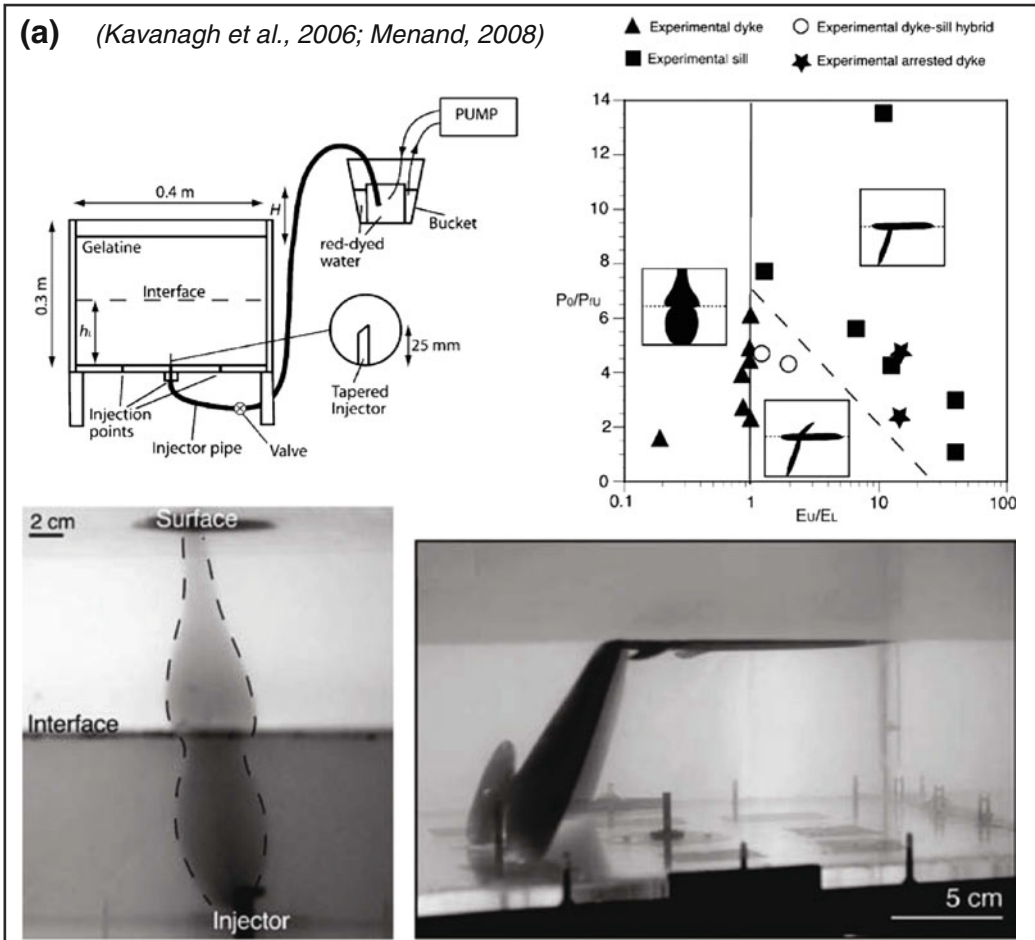 (a) (Kavanagh et al., 2006; Menand, 2008)
Experimental dyke
Experimental dyke-sill hybrid
Experimental sill
Experimental arrested dyke
PUMP
0.4 m
H
Bucket
red-dyed
water
Gelatine
Interface
0.3 m
hL
25 mm
Tapered
Injector
Injection
points
Injector pipe
Valve
14
12
10
8
P0/PfU
6
4
2
0
0.1
1
10
100
EU/EL
2 cm
Surface
Interface
Injector
5 cm